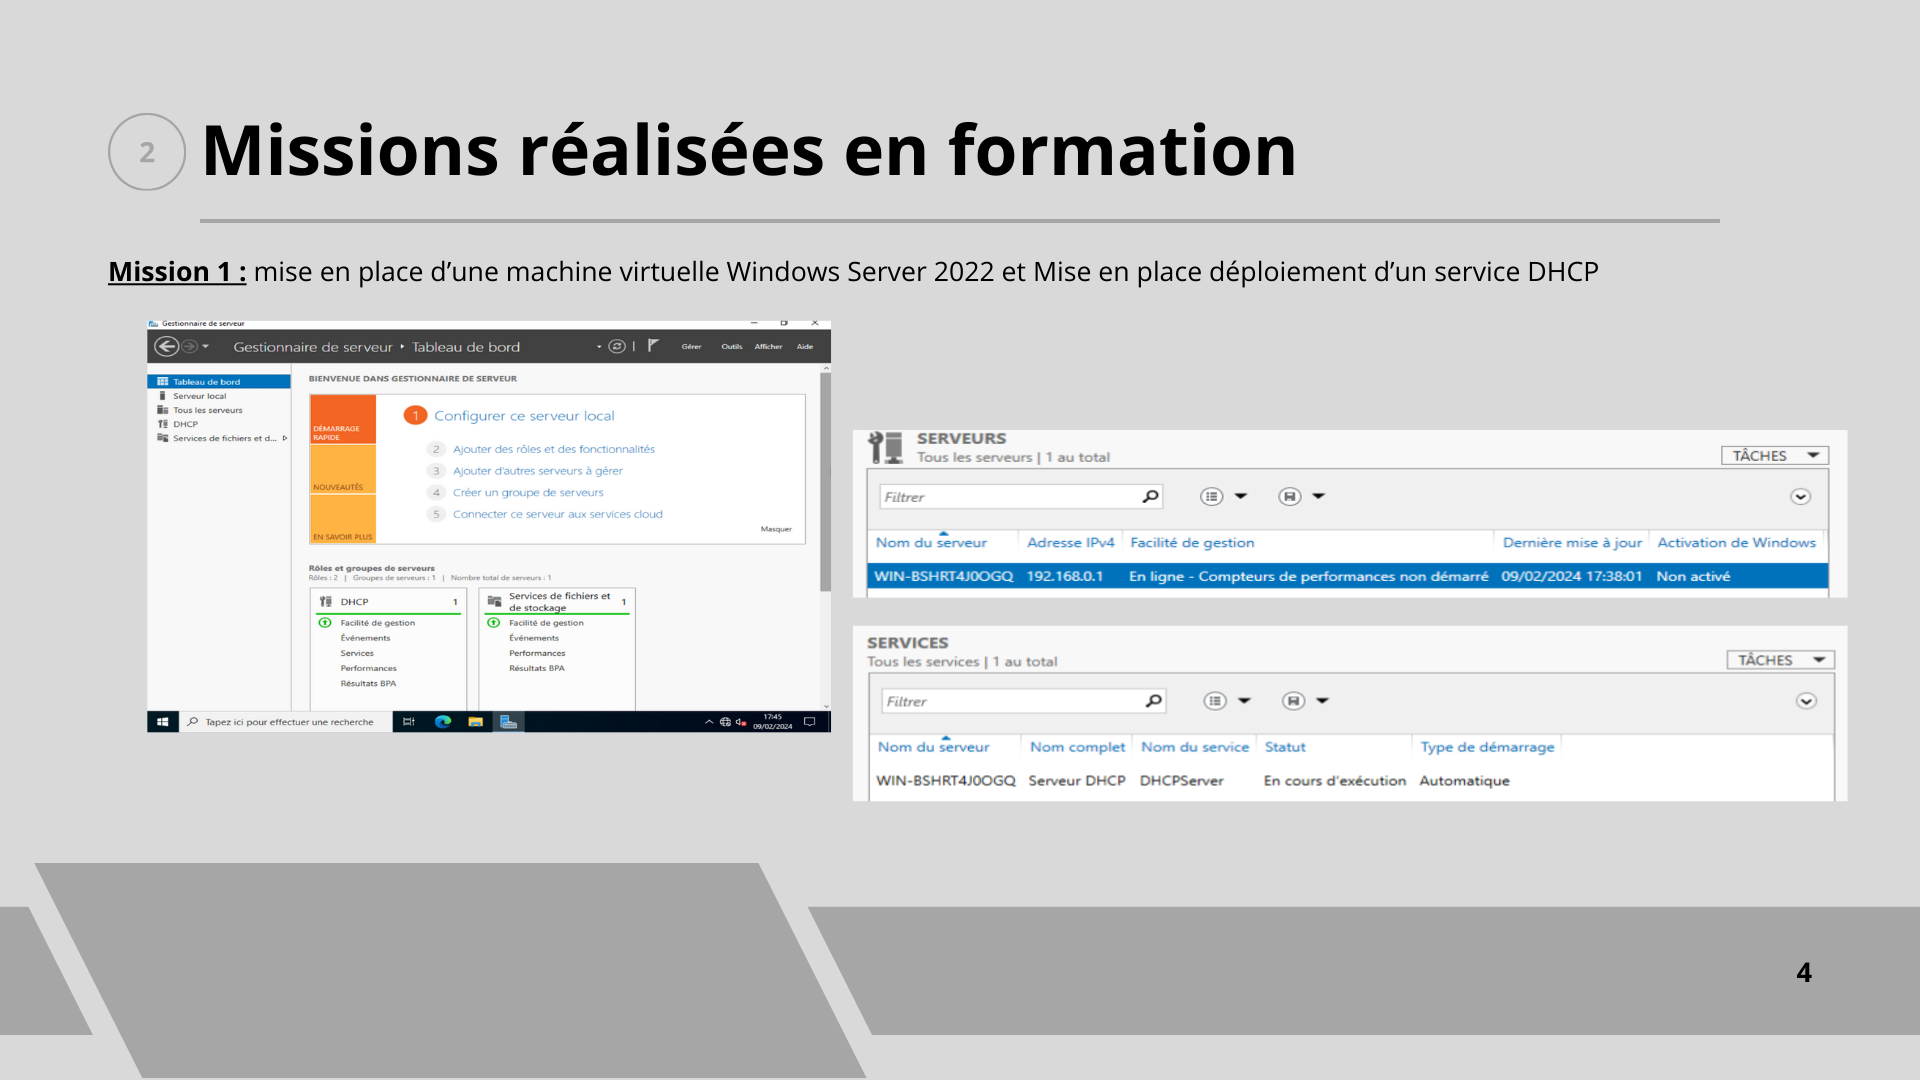 2
Missions réalisées en formation
Mission 1 : mise en place d’une machine virtuelle Windows Server 2022 et Mise en place déploiement d’un service DHCP
Gestionnaire de serveur
Gestionnaire de serveur ‣ Tableau de bord
Gérer Outils Afficher Aide
Tableau de bord
Serveur local
Tous les serveurs
DHCP
Services de fichiers et d...
BIENVENUE DANS GESTIONNAIRE DE SERVEUR
DÉMARRAGE
RAPIDE
NOUVEAUTÉS
EN SAVOIR PLUS
1 Configurer ce serveur local
2 Ajouter des rôles et des fonctionnalités
3 Ajouter d'autres serveurs à gérer
4 Créer un groupe de serveurs
5 Connecter ce serveur aux services cloud
Masquer
Rôles et groupes de serveurs
Rôles : 2 | Groupes de serveurs : 1 | Nombre total de serveurs : 1
DHCP 1
Facilité de gestion
Événements
Services
Performances
Résultats BPA
Services de fichiers et
de stockage 1
Facilité de gestion
Événements
Performances
Résultats BPA
Tapez ici pour effectuer une recherche
17:45
09/02/2024
SERVEURS
Tous les serveurs | 1 au total
TÂCHES
Filtrer
Nom du serveur Adresse IPv4 Facilité de gestion Dernière mise à jour Activation de Windows
WIN-BSHRT4J0OGQ 192.168.0.1 En ligne - Compteurs de performances non démarré 09/02/2024 17:38:01 Non activé
SERVICES
Tous les services | 1 au total
TÂCHES
Filtrer
Nom du serveur Nom complet Nom du service Statut Type de démarrage
WIN-BSHRT4J0OGQ Serveur DHCP DHCPServer En cours d'exécution Automatique
4